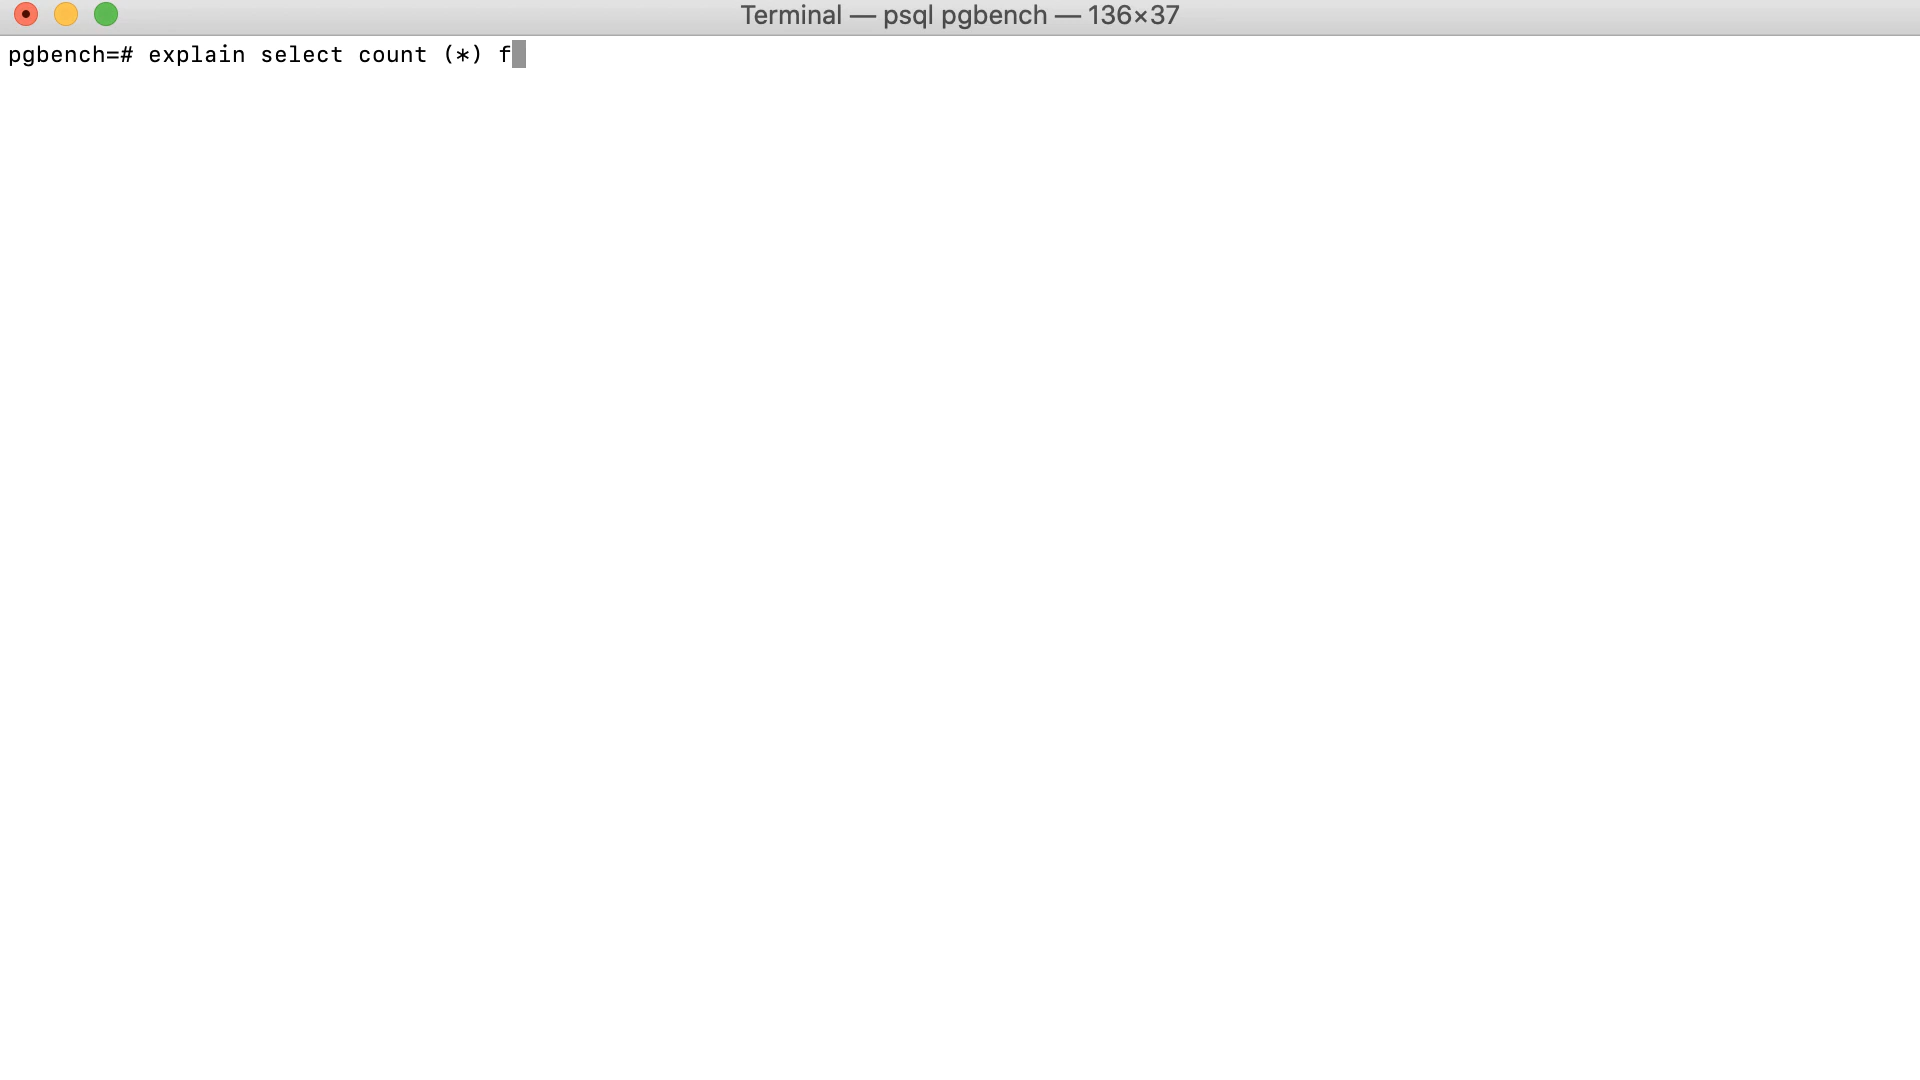 Terminal — psql pgbench — 136×37
pgbench=# explain select count (*) f